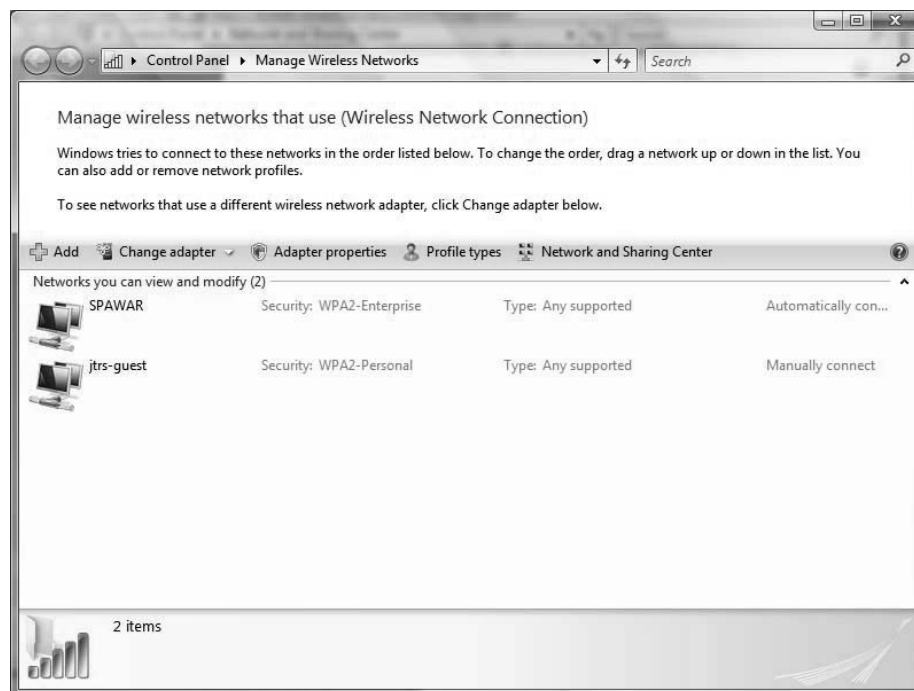 Control Panel Manage Wireless Networks Search
Manage wireless networks that use (Wireless Network Connection)
Windows tries to connect to these networks in the order listed below. To change the order, drag a network up or down in the list. You
can also add or remove network profiles.
To see networks that use a different wireless network adapter, click Change adapter below.
Add Change adapter Adapter properties Profile types Network and Sharing Center
Networks you can view and modify (2)
SPAWAR Security: WPA2-Enterprise Type: Any supported Automatically con...
jtrs-guest Security: WPA2-Personal Type: Any supported Manually connect
2 items